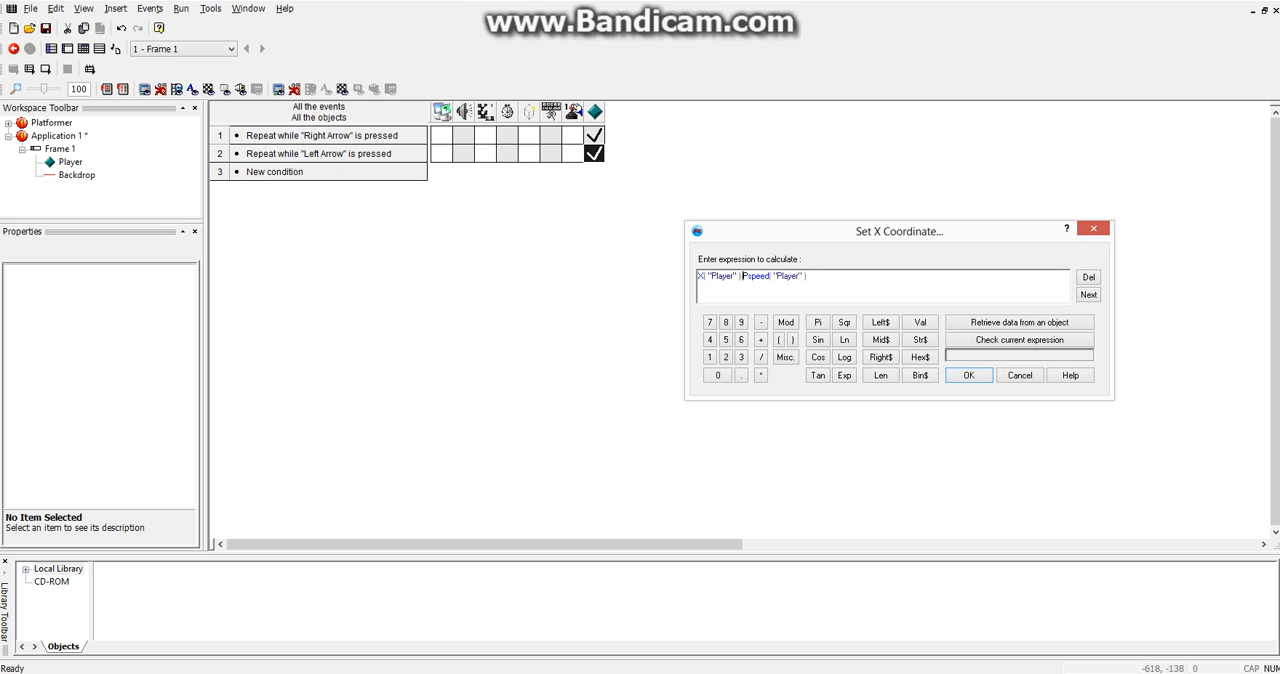 www.Bandicam.com
File Edit View Insert Events Run Tools Window Help
1 - Frame 1
100
Workspace Toolbar
Platformer
Application 1 *
Frame 1
Player
Backdrop
All the events
All the objects
1 • Repeat while "Right Arrow" is pressed
2 • Repeat while "Left Arrow" is pressed
3 • New condition
Properties
No Item Selected
Select an item to see its description
Set X Coordinate...
?
Enter expression to calculate :
X( "Player" )Pspeed( "Player" )
Del
Next
7 8 9 - Mod Pi Sqr Left$ Val Retrieve data from an object
4 5 6 + ( ) Sin Ln Mid$ Str$ Check current expression
1 2 3 / Misc. Cos Log Right$ Hex$
0 . * Tan Exp Len Bin$ OK Cancel Help
Library Toolbar
Local Library
CD-ROM
Objects
Ready
-618, -138 0 CAP NUM